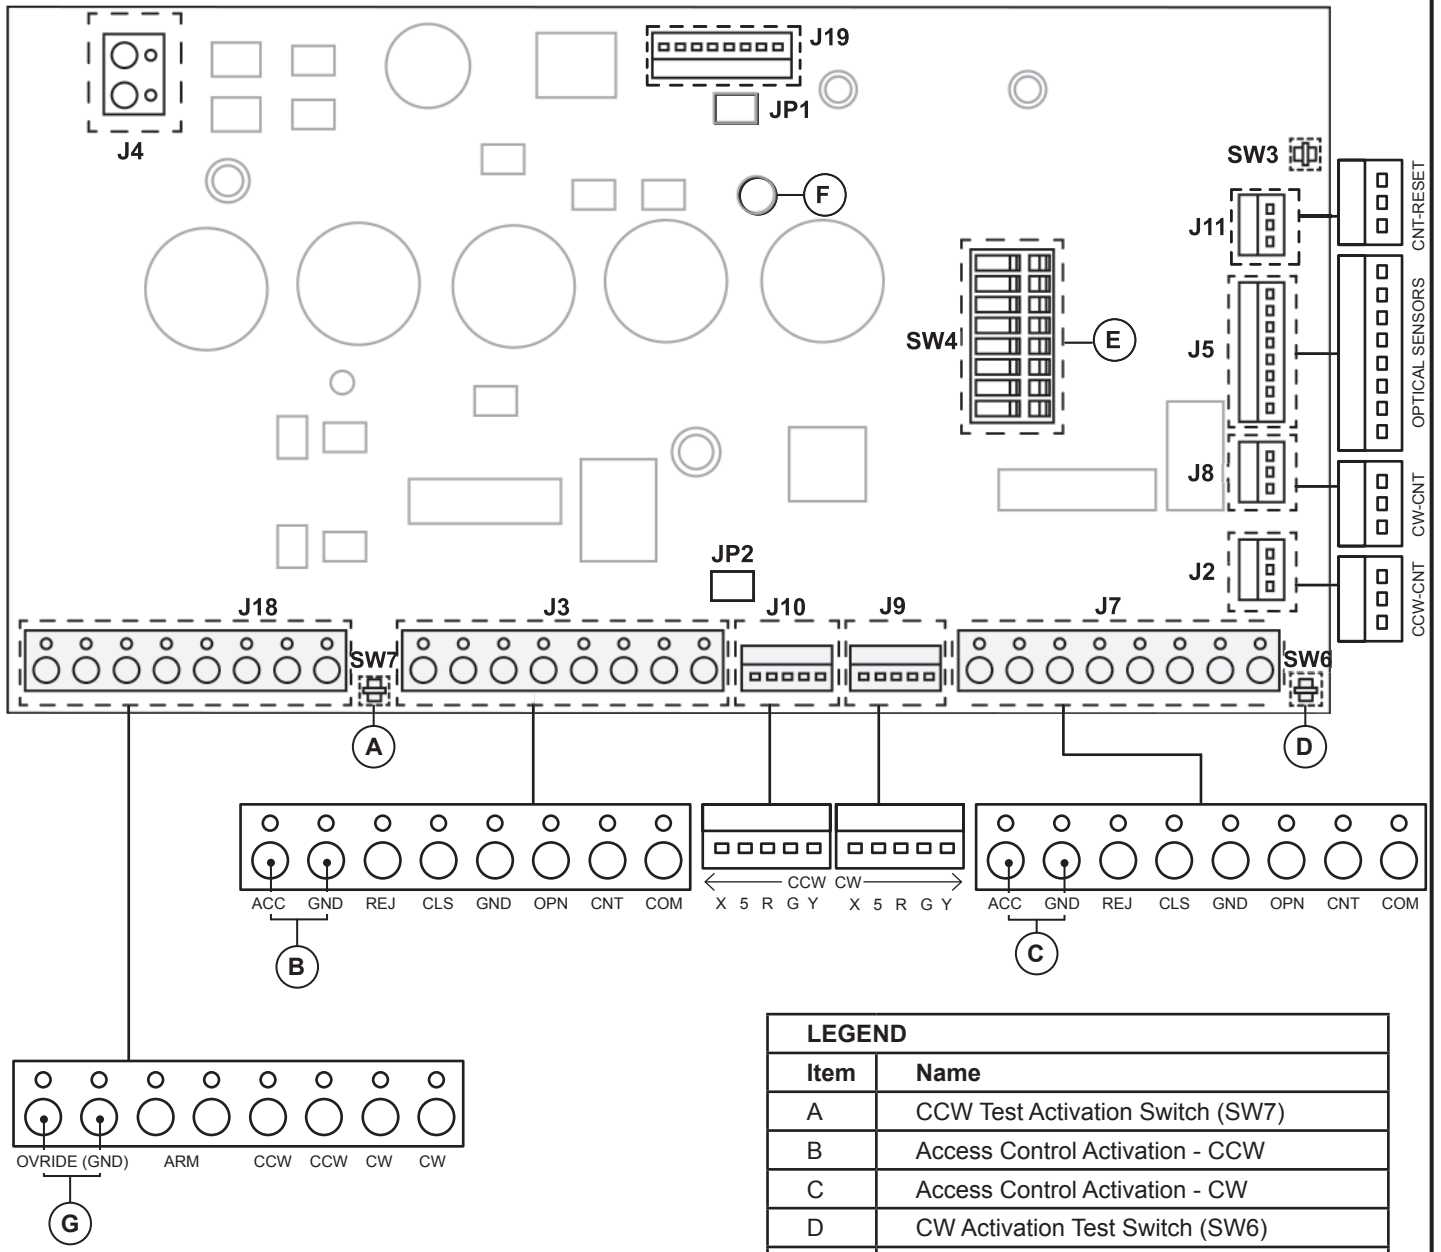 J19
JP1
J4
SW3
F
J11
CNT-RESET
SW4
E
J5
OPTICAL SENSORS
J8
CW-CNT
JP2
J2
CCW-CNT
J18
J3
J10
J9
J7
SW7
SW6
A
D
ACC GND REJ CLS GND OPN CNT COM
CCW CW
X 5 R G Y
X 5 R G Y
ACC GND REJ CLS GND OPN CNT COM
B
C
OVRIDE (GND) ARM CCW CCW CW CW
G
LEGEND
Item Name
A CCW Test Activation Switch (SW7)
B Access Control Activation - CCW
C Access Control Activation - CW
D CW Activation Test Switch (SW6)